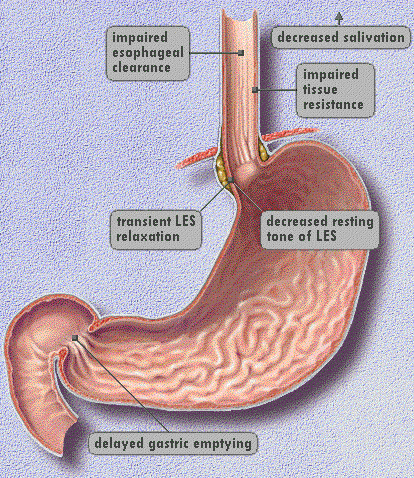 impaired
esophageal
clearance
decreased salivation
impaired
tissue
resistance
transient LES
relaxation
decreased resting
tone of LES
delayed gastric emptying